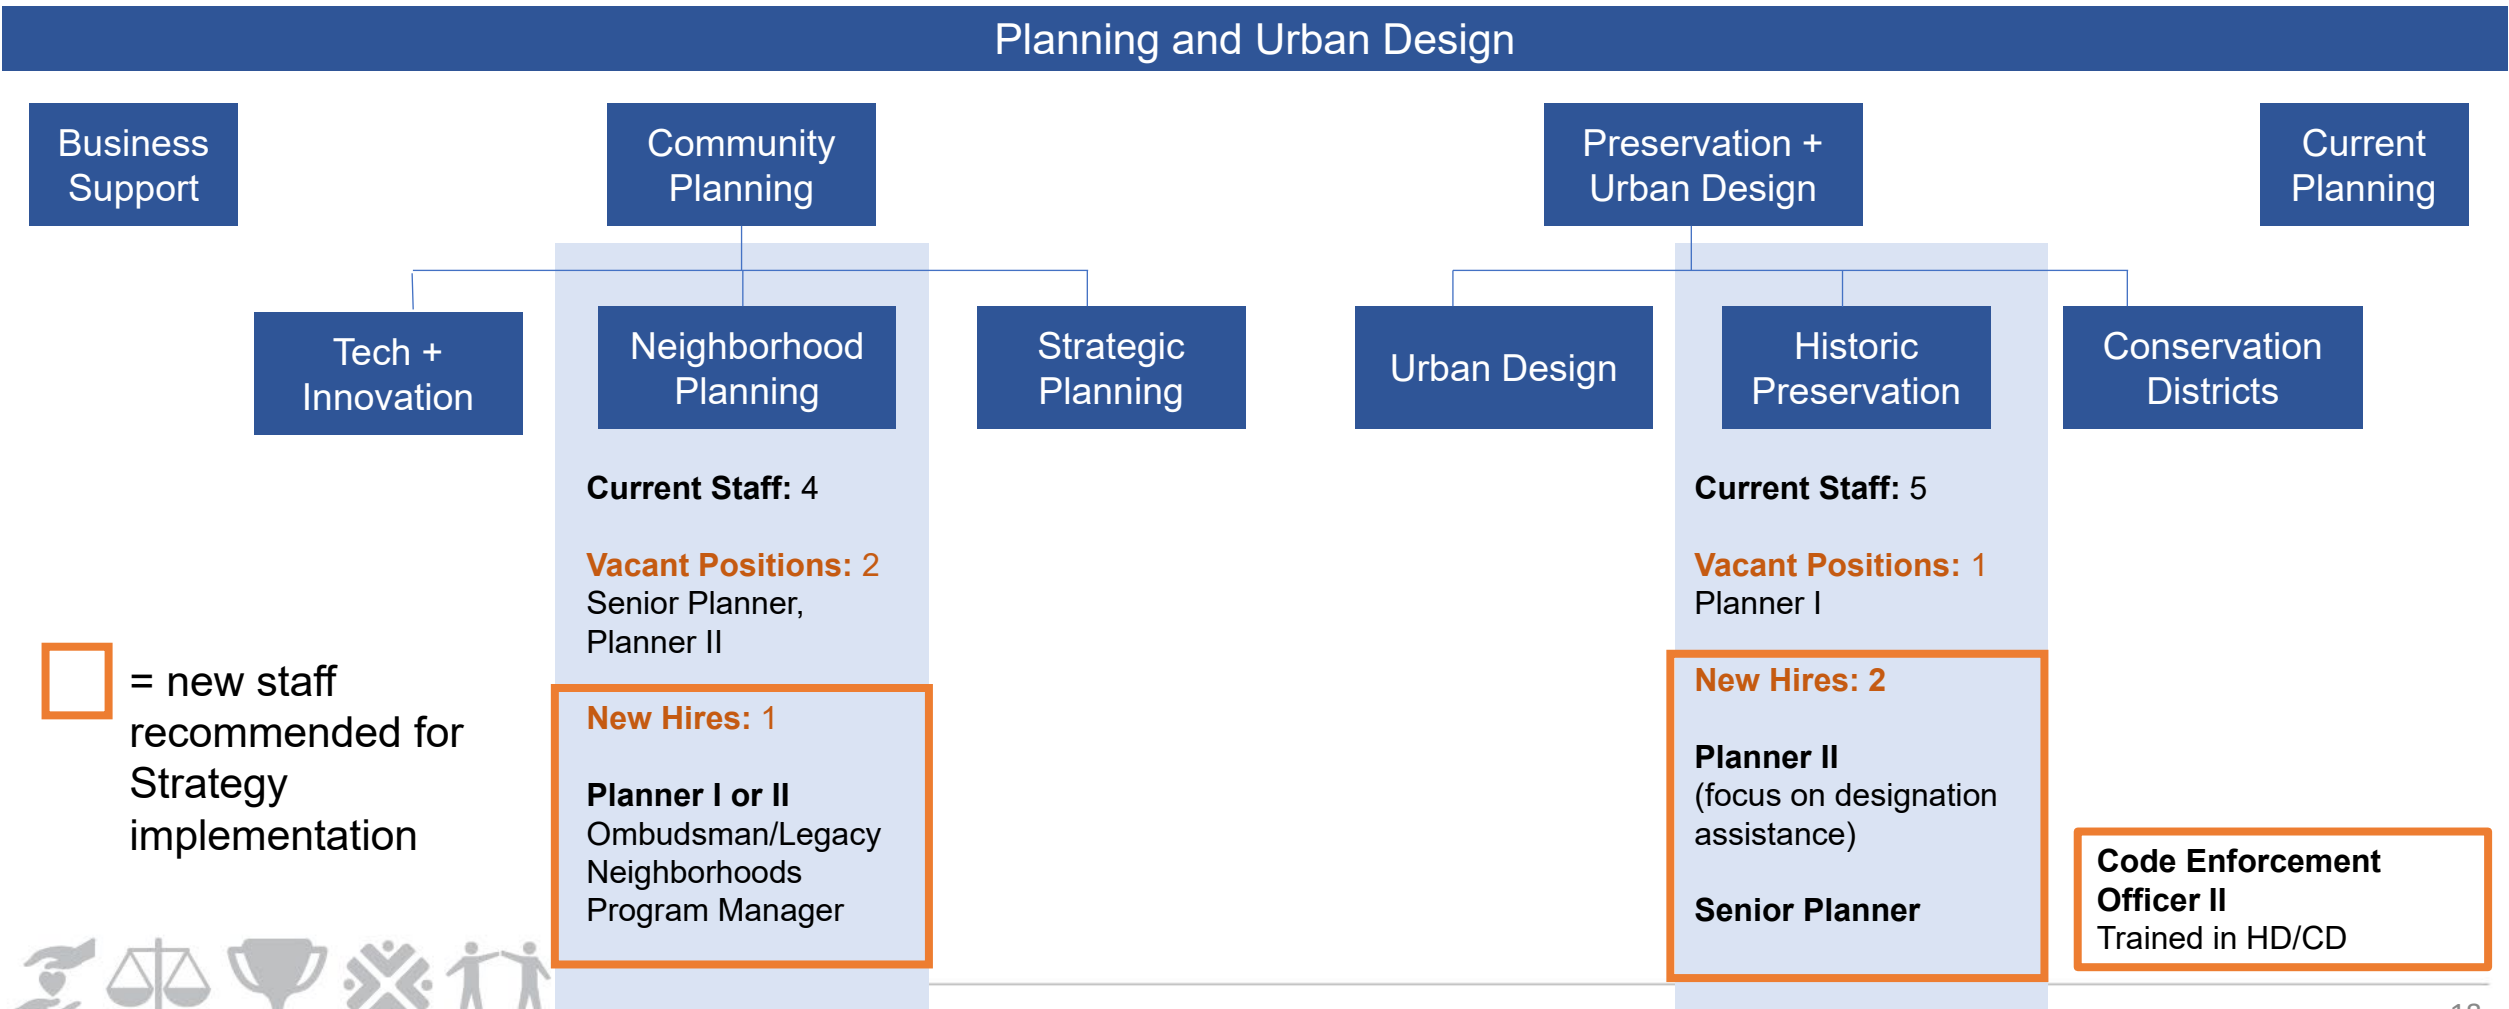 Planning and Urban Design
Business
Support
Community
Planning
Preservation +
Urban Design
Current
Planning
Tech +
Innovation
Neighborhood
Planning
Strategic
Planning
Urban Design
Historic
Preservation
Conservation
Districts
Current Staff: 4
Vacant Positions: 2
Senior Planner,
Planner II
New Hires: 1
Planner I or II
Ombudsman/Legacy
Neighborhoods
Program Manager
Current Staff: 5
Vacant Positions: 1
Planner I
New Hires: 2
Planner II
(focus on designation
assistance)
Senior Planner
Code Enforcement
Officer II
Trained in HD/CD
= new staff
recommended for
Strategy
implementation